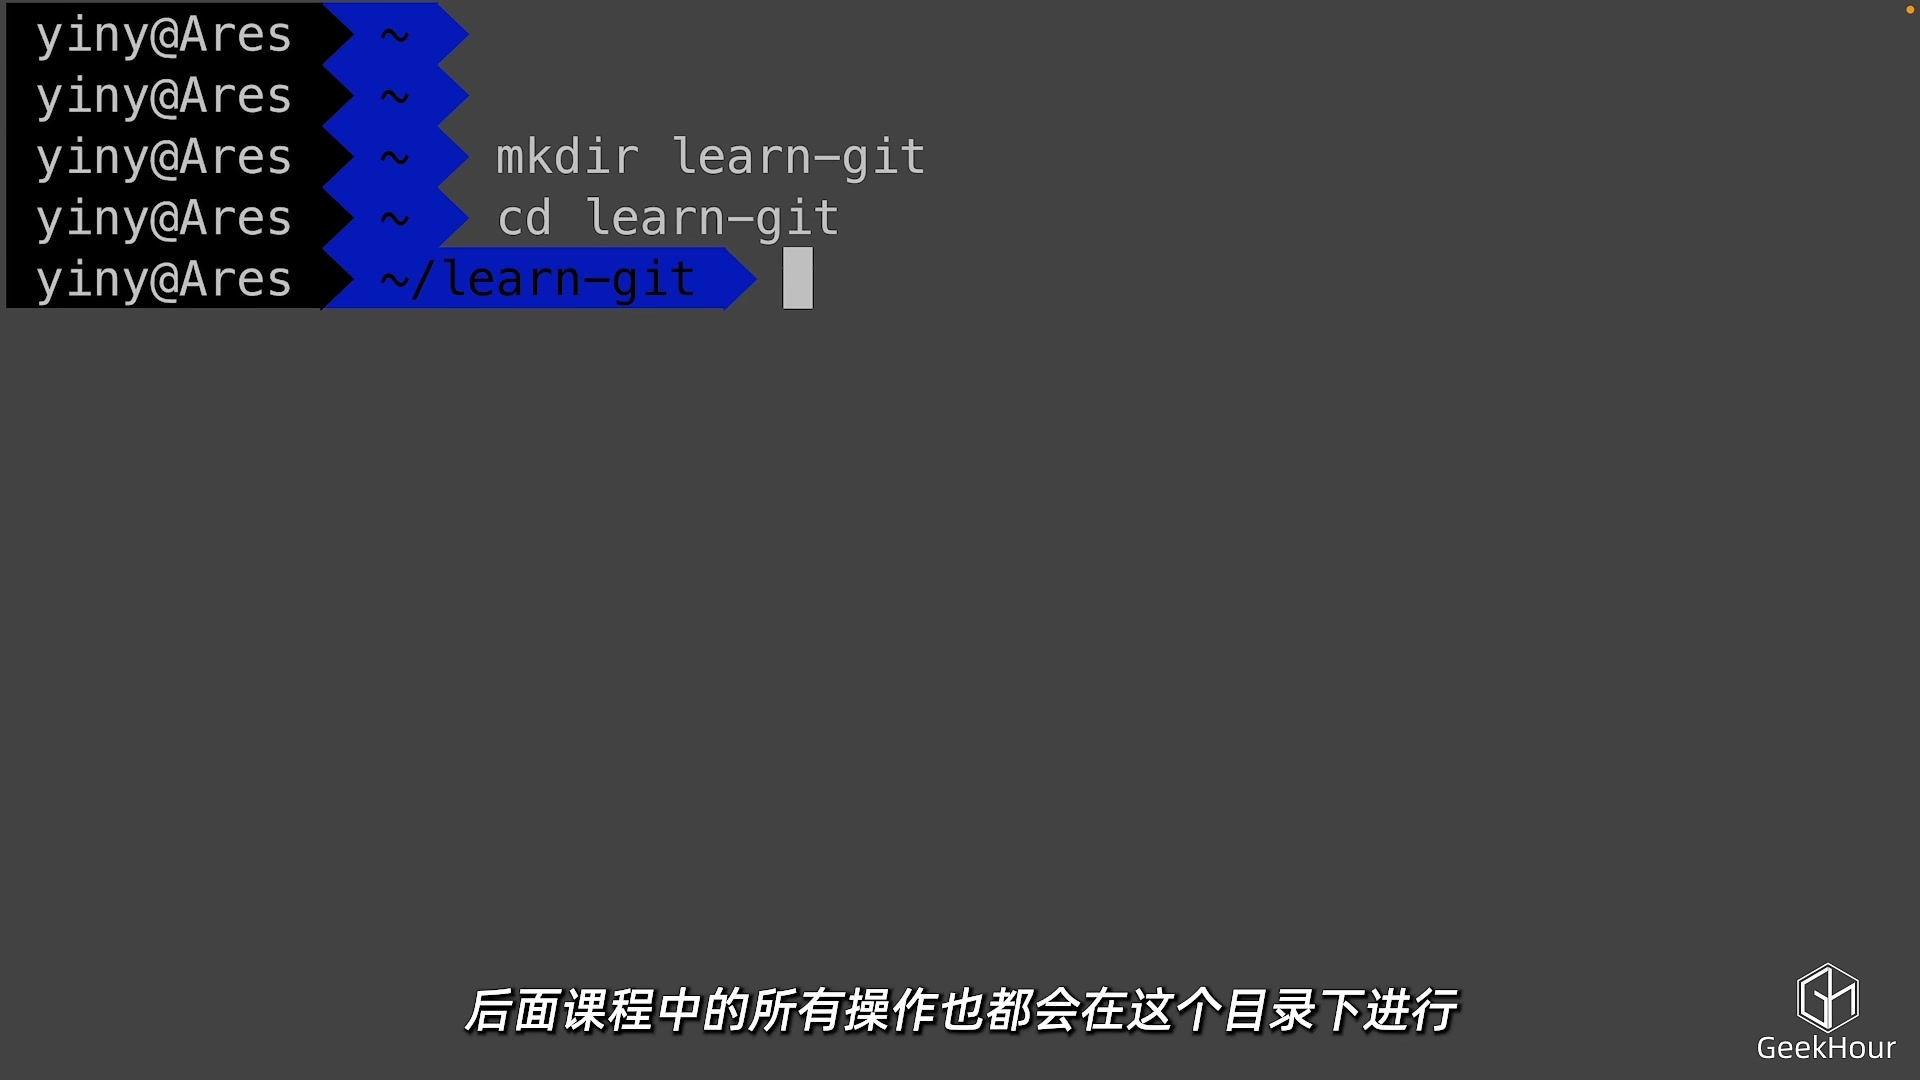 yiny@Ares ~
yiny@Ares ~
yiny@Ares ~ mkdir learn-git
yiny@Ares ~ cd learn-git
yiny@Ares ~/learn-git
后面课程中的所有操作也都会在这个目录下进行
GeekHour